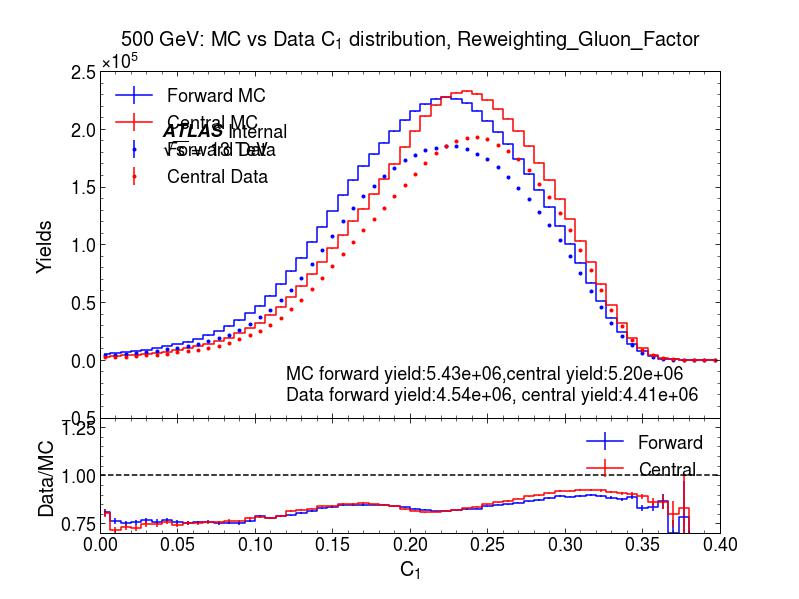 500 GeV: MC vs Data C₁ distribution, Reweighting_Gluon_Factor
×10⁵
2.5
2.0
1.5
1.0
0.5
0.0
0.5
Yields
Forward MC
Central MC
ATLAS Internal
√s = 13 TeV
Forward Data
Central Data
MC forward yield:5.43e+06,central yield:5.20e+06
Data forward yield:4.54e+06, central yield:4.41e+06
1.25
1.00
0.75
Data/MC
Forward
Central
0.00 0.05 0.10 0.15 0.20 0.25 0.30 0.35 0.40
C₁